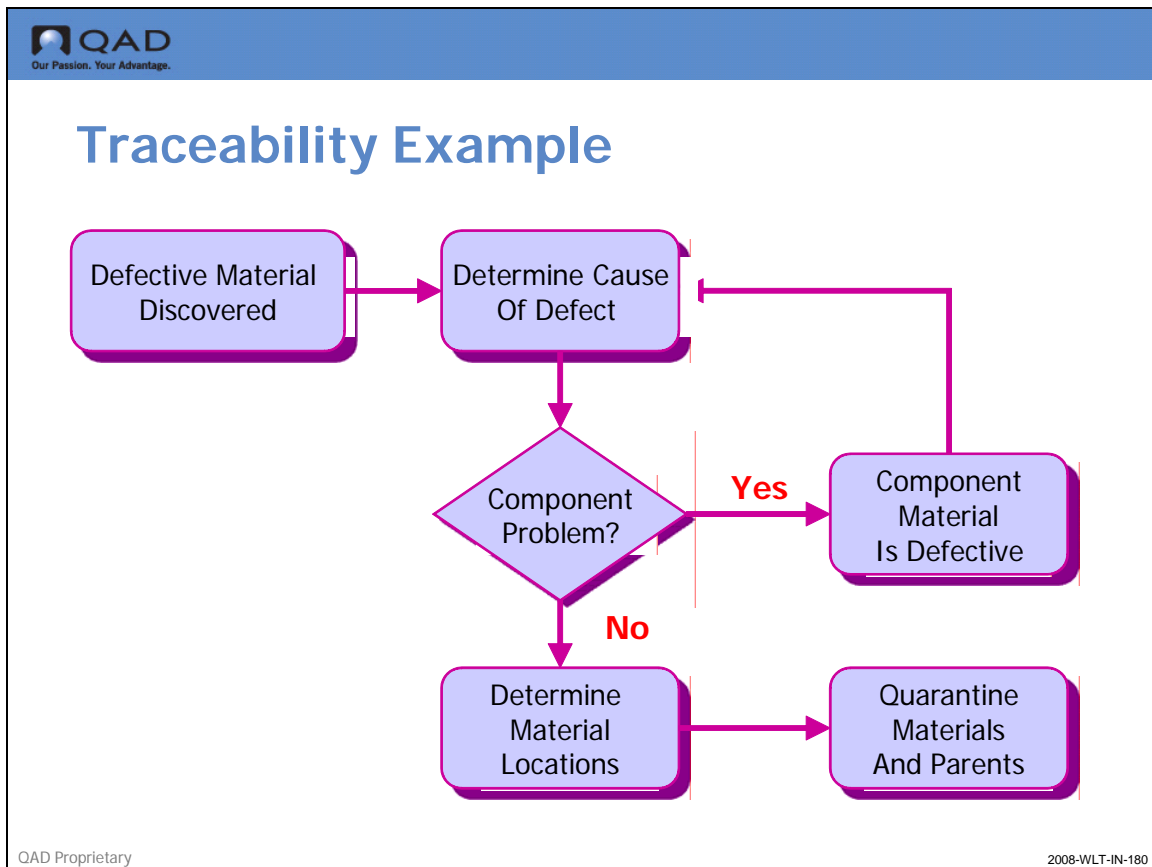 QAD
Our Passion. Your Advantage.
Traceability Example
Defective Material
Discovered
Determine Cause
Of Defect
Component
Problem?
Yes
Component
Material
Is Defective
No
Determine
Material
Locations
Quarantine
Materials
And Parents
QAD Proprietary
2008-WLT-IN-180